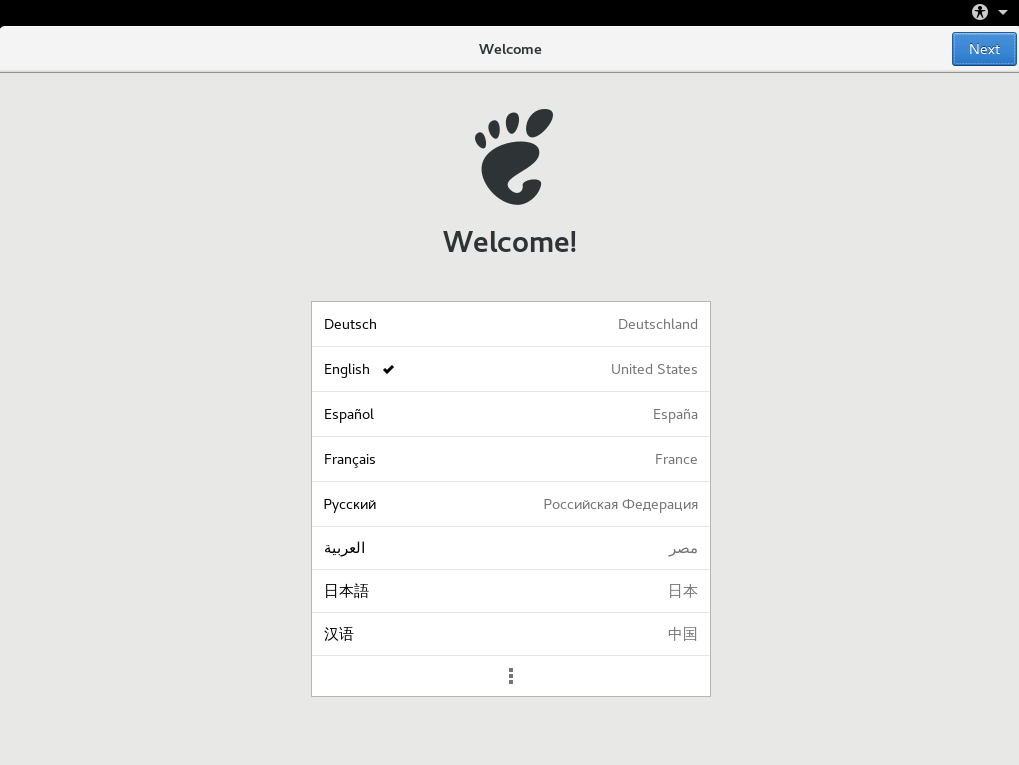 Welcome
Next
Welcome!
Deutsch Deutschland
English United States
Español España
Français France
Русский Российская Федерация
العربية مصر
日本語 日本
汉语 中国